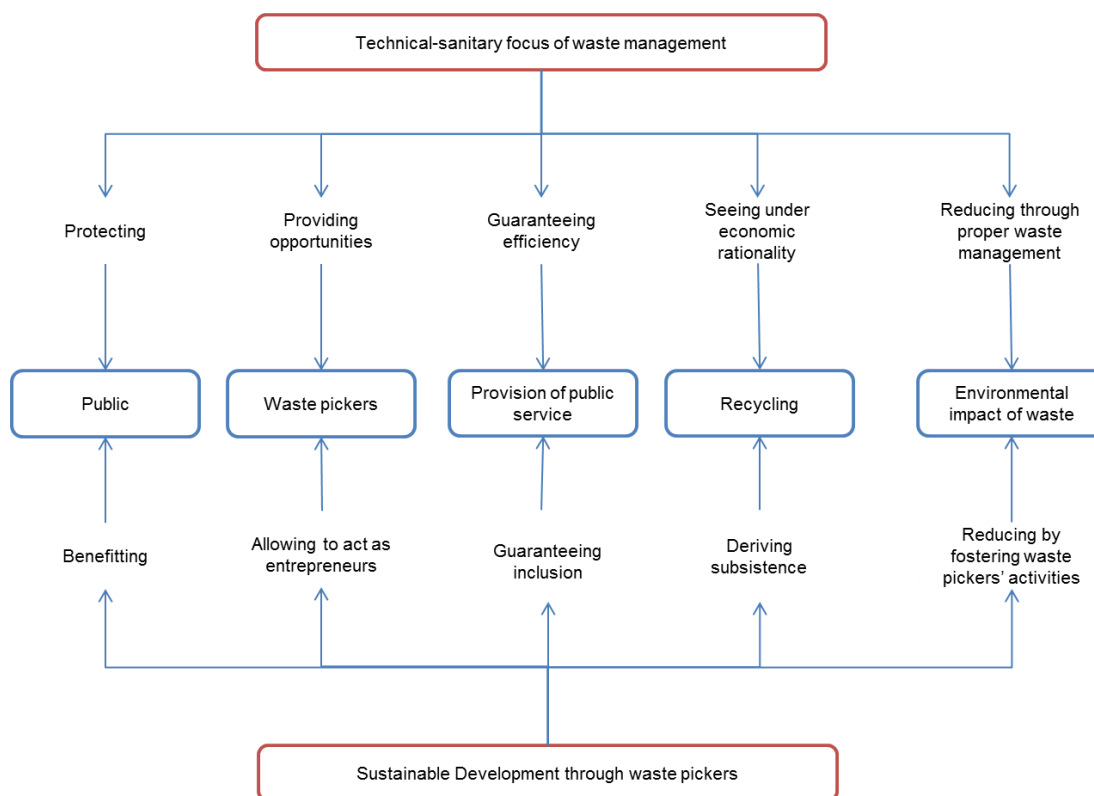 Technical-sanitary focus of waste management
Protecting
Providing
opportunities
Guaranteeing
efficiency
Seeing under
economic
rationality
Reducing through
proper waste
management
Public
Waste pickers
Provision of public
service
Recycling
Environmental
impact of waste
Benefitting
Allowing to act as
entrepreneurs
Guaranteeing
inclusion
Deriving
subsistence
Reducing by
fostering waste
pickers’ activities
Sustainable Development through waste pickers